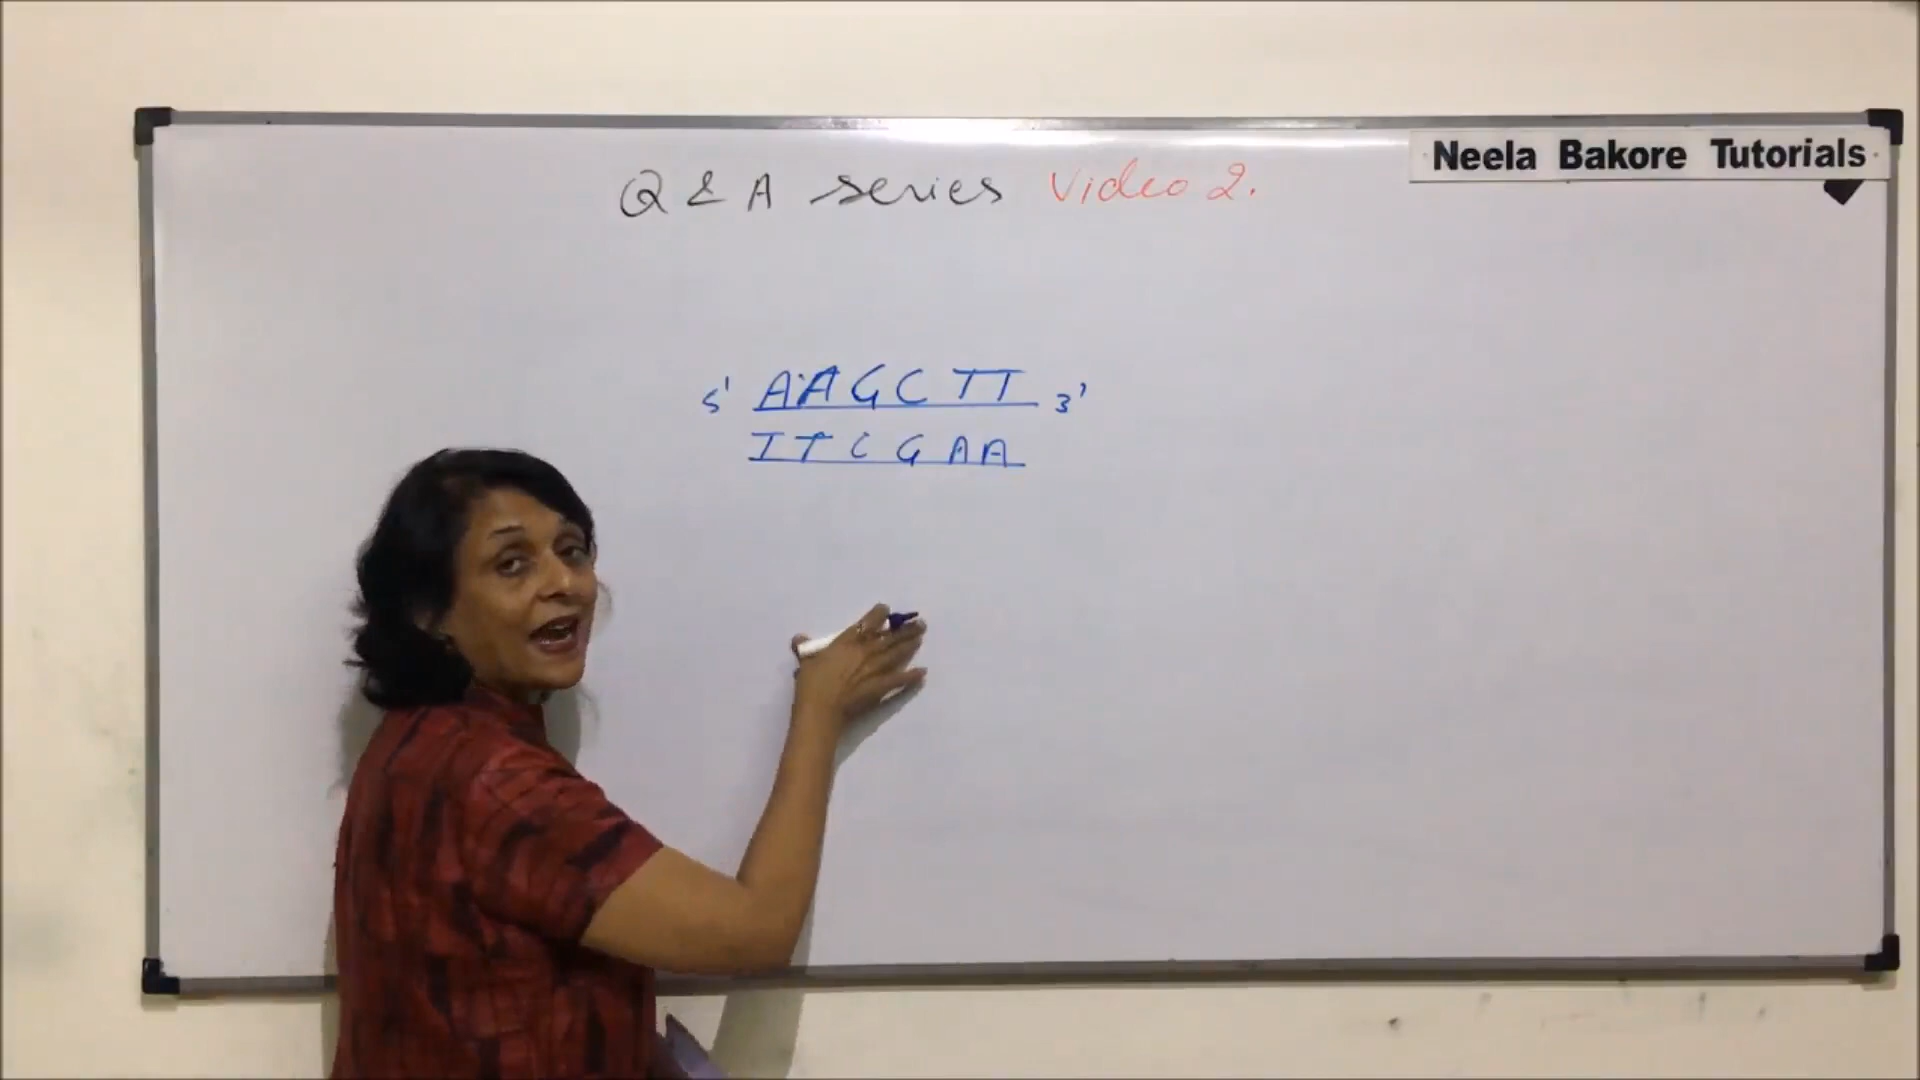 Neela Bakore Tutorials
Q & A series Video 2.
5' AAGCTT 3'
TTCGAA